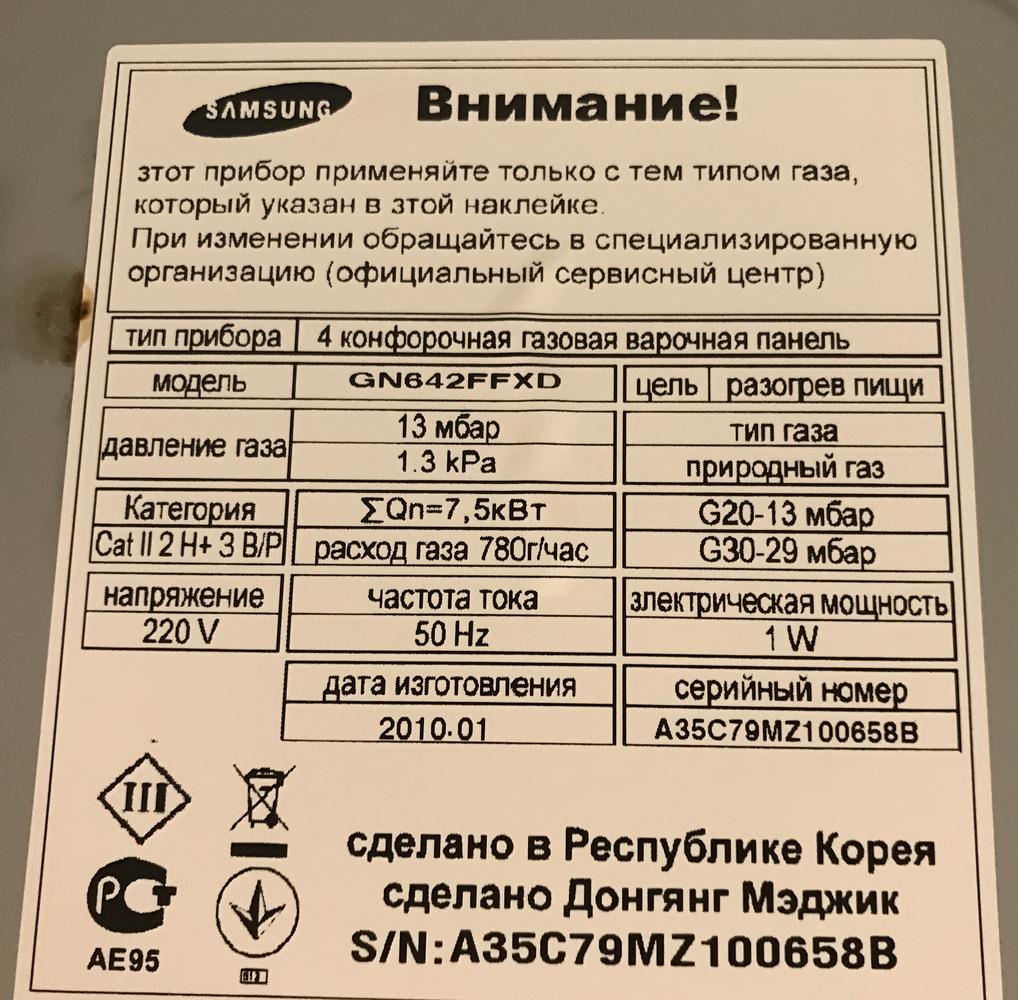 SAMSUNG Внимание!
зтот прибор применяйте только с тем типом газа,
который указан в зтой наклейке.
При изменении обращайтесь в специализированную
организацию (официальный сервисный центр)
тип прибора 4 конфорочная газовая варочная панель
модель GN642FFXD цель разогрев пищи
давление газа 13 мбар тип газа
1.3 kPa природный газ
Категория ∑Qn=7,5кВт G20-13 мбар
Cat II 2 H+ 3 B/P расход газа 780г/час G30-29 мбар
напряжение частота тока злектрическая мощность
220 V 50 Hz 1 W
дата изготовления серийный номер
2010.01 A35C79MZ100658B
III
сделано в Республике Корея
сделано Донгянг Мэджик
РСТ
AE95 S/N:A35C79MZ100658B